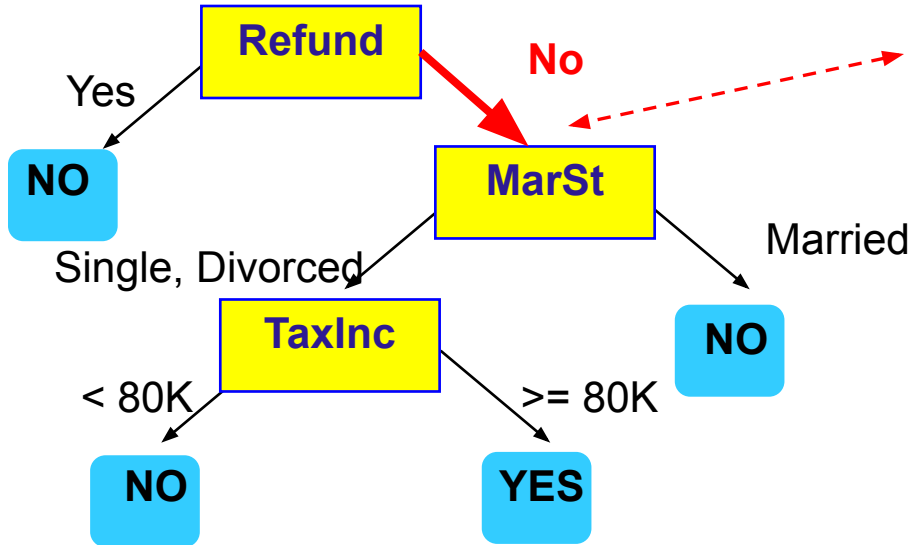 Refund
No
Yes
NO
MarSt
Married
Single, Divorced
TaxInc
NO
< 80K
>= 80K
NO
YES